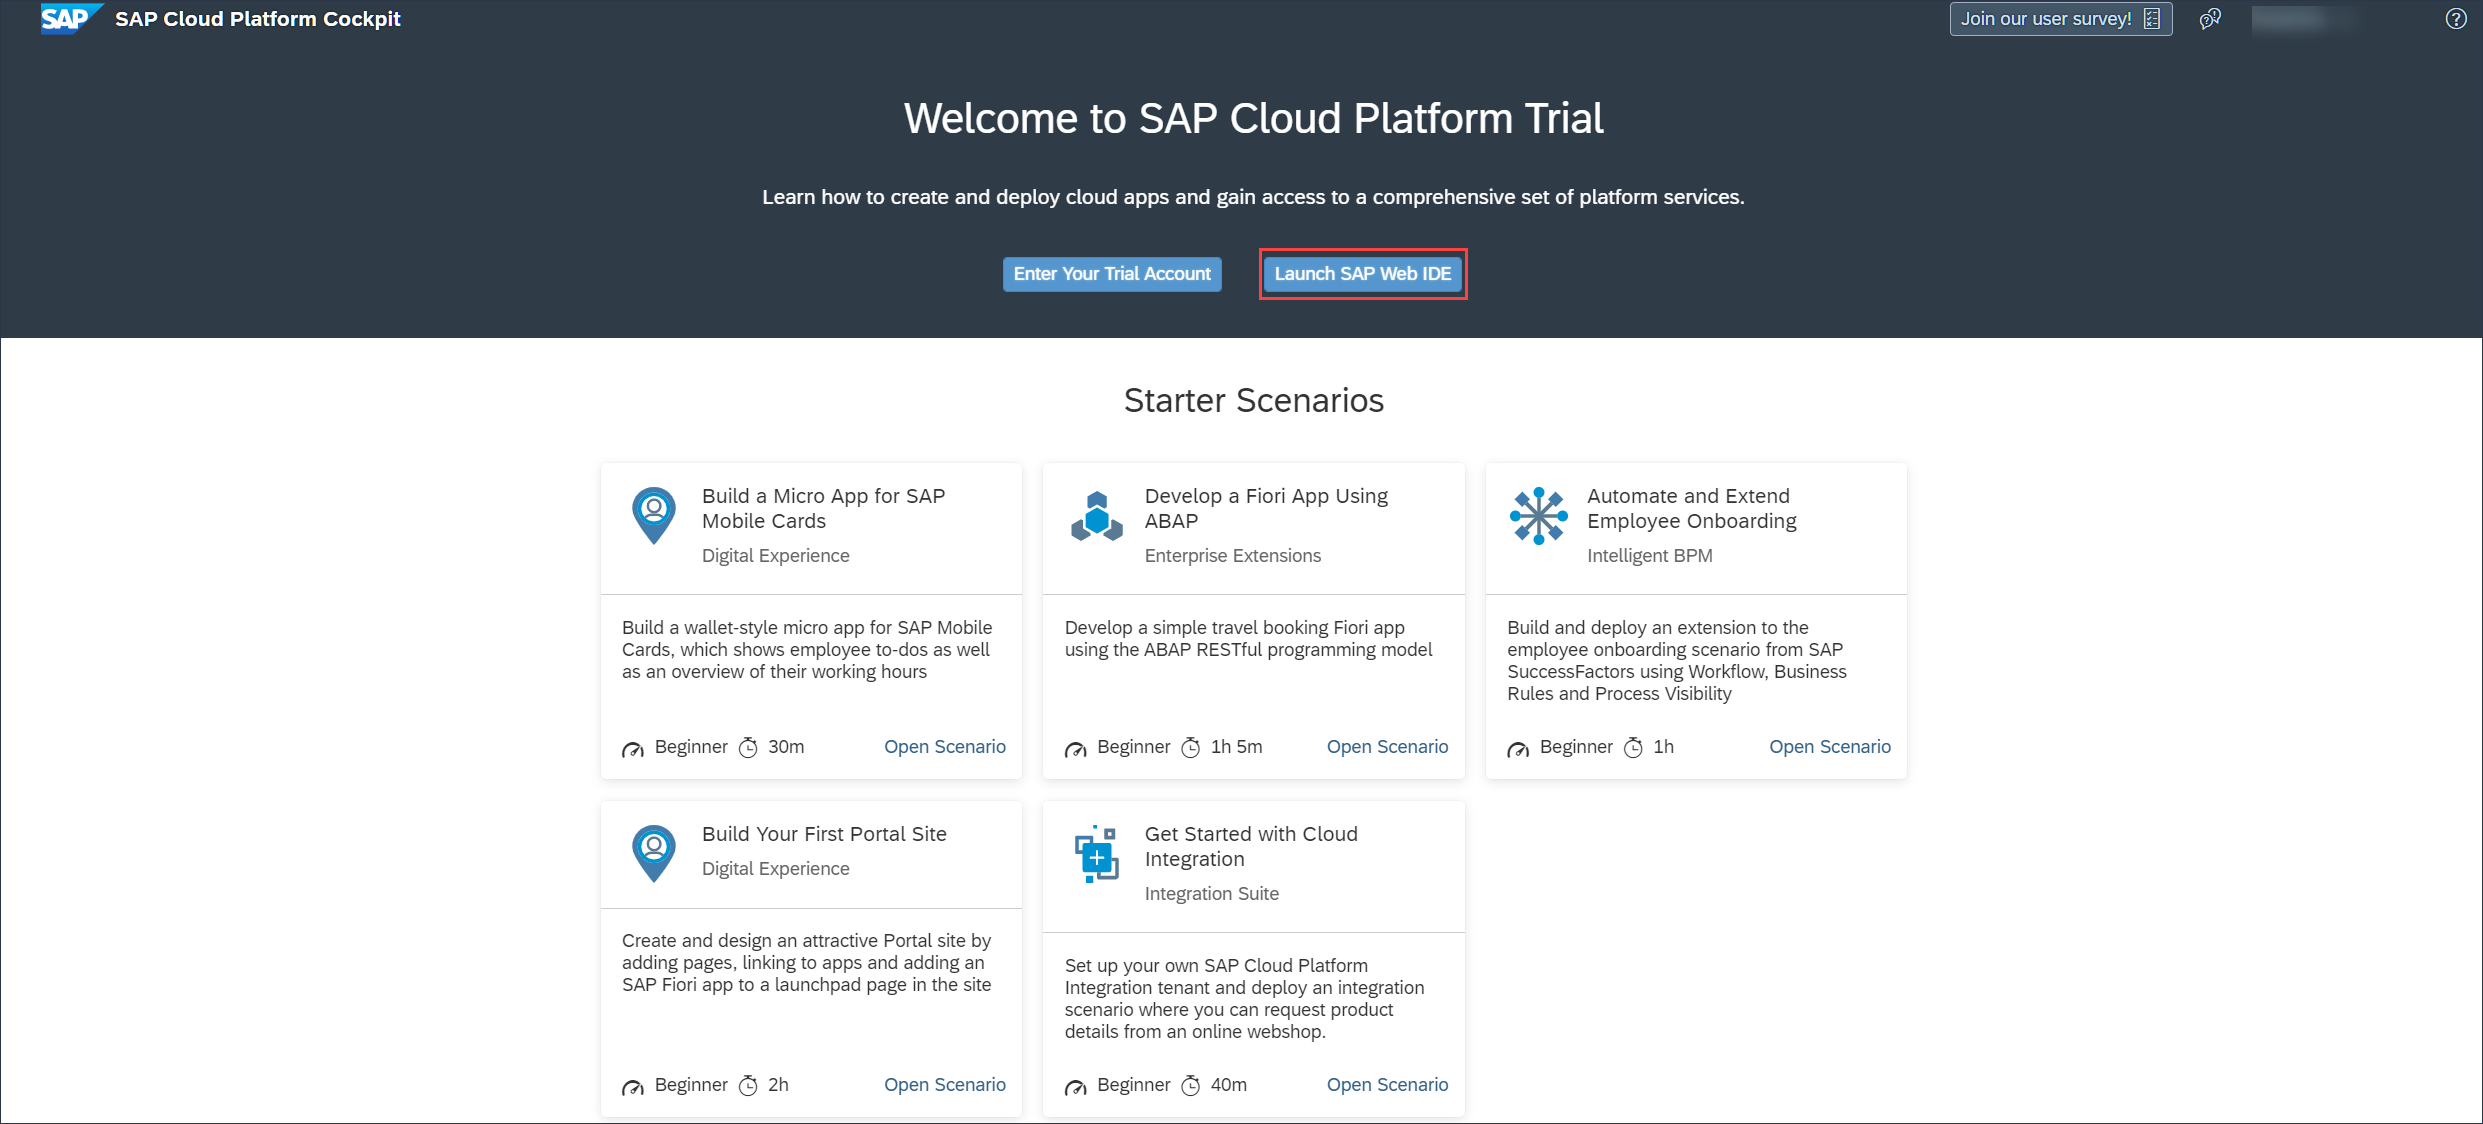 SAP SAP Cloud Platform Cockpit
Join our user survey!
Welcome to SAP Cloud Platform Trial
Learn how to create and deploy cloud apps and gain access to a comprehensive set of platform services.
Enter Your Trial Account
Launch SAP Web IDE
Starter Scenarios
Build a Micro App for SAP
Mobile Cards
Digital Experience
Build a wallet-style micro app for SAP Mobile
Cards, which shows employee to-dos as well
as an overview of their working hours
Beginner 30m Open Scenario
Develop a Fiori App Using
ABAP
Enterprise Extensions
Develop a simple travel booking Fiori app
using the ABAP RESTful programming model
Beginner 1h 5m Open Scenario
Automate and Extend
Employee Onboarding
Intelligent BPM
Build and deploy an extension to the
employee onboarding scenario from SAP
SuccessFactors using Workflow, Business
Rules and Process Visibility
Beginner 1h Open Scenario
Build Your First Portal Site
Digital Experience
Create and design an attractive Portal site by
adding pages, linking to apps and adding an
SAP Fiori app to a launchpad page in the site
Beginner 2h Open Scenario
Get Started with Cloud
Integration
Integration Suite
Set up your own SAP Cloud Platform
Integration tenant and deploy an integration
scenario where you can request product
details from an online webshop.
Beginner 40m Open Scenario